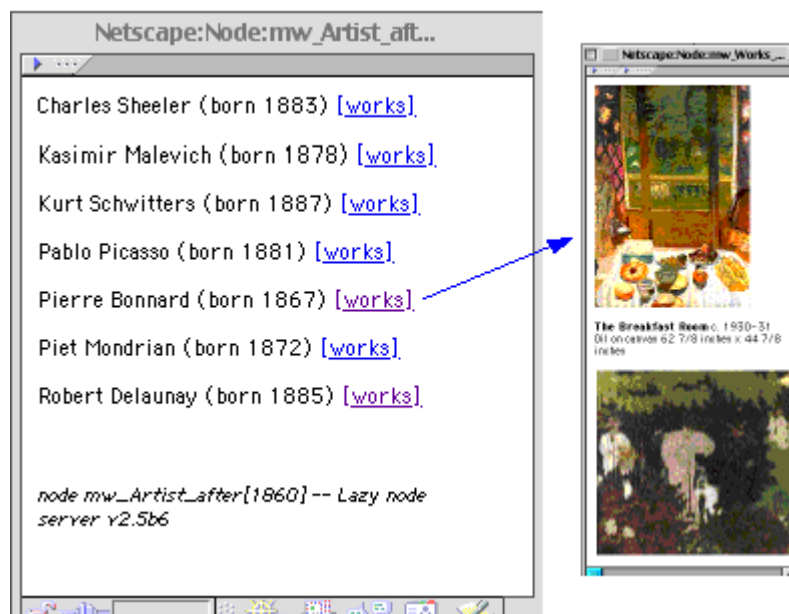 Netscape:Node:mw_Artist_aft...
Charles Sheeler (born 1883) [works]
Kasimir Malevich (born 1878) [works]
Kurt Schwitters (born 1887) [works]
Pablo Picasso (born 1881) [works]
Pierre Bonnard (born 1867) [works]
Piet Mondrian (born 1872) [works]
Robert Delaunay (born 1885) [works]
node mw_Artist_after[1860] -- Lazy node
server v2.5b6
Netscape:Node:mw_Works_...
The Breakfast Room c. 1930-31
Oil on canvas 62 7/8 inches x 44 7/8
inches